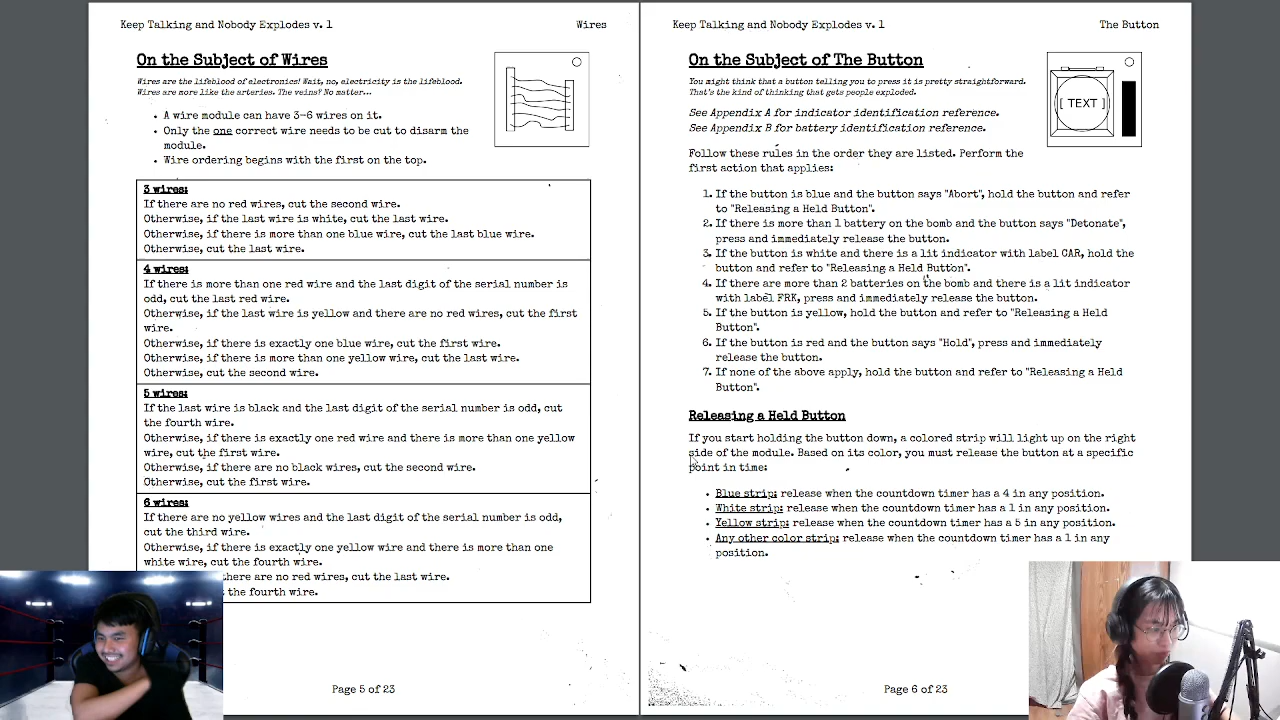 Keep Talking and Nobody Explodes v. 1
Wires
On the Subject of Wires
Wires are the lifeblood of electronics! Wait, no, electricity is the lifeblood.
Wires are more like the arteries. The veins? No matter...
• A wire module can have 3-6 wires on it.
• Only the one correct wire needs to be cut to disarm the
module.
• Wire ordering begins with the first on the top.
3 wires:
If there are no red wires, cut the second wire.
Otherwise, if the last wire is white, cut the last wire.
Otherwise, if there is more than one blue wire, cut the last blue wire.
Otherwise, cut the last wire.
4 wires:
If there is more than one red wire and the last digit of the serial number is
odd, cut the last red wire.
Otherwise, if the last wire is yellow and there are no red wires, cut the first
wire.
Otherwise, if there is exactly one blue wire, cut the first wire.
Otherwise, if there is more than one yellow wire, cut the last wire.
Otherwise, cut the second wire.
5 wires:
If the last wire is black and the last digit of the serial number is odd, cut
the fourth wire.
Otherwise, if there is exactly one red wire and there is more than one yellow
wire, cut the first wire.
Otherwise, if there are no black wires, cut the second wire.
Otherwise, cut the first wire.
6 wires:
If there are no yellow wires and the last digit of the serial number is odd,
cut the third wire.
Otherwise, if there is exactly one yellow wire and there is more than one
white wire, cut the fourth wire.
there are no red wires, cut the last wire.
the fourth wire.
Page 5 of 23
Keep Talking and Nobody Explodes v. 1
The Button
On the Subject of The Button
You might think that a button telling you to press it is pretty straightforward.
That's the kind of thinking that gets people exploded.
[ TEXT ]
See Appendix A for indicator identification reference.
See Appendix B for battery identification reference.
Follow these rules in the order they are listed. Perform the
first action that applies:
1. If the button is blue and the button says "Abort", hold the button and refer
to "Releasing a Held Button".
2. If there is more than 1 battery on the bomb and the button says "Detonate",
press and immediately release the button.
3. If the button is white and there is a lit indicator with label CAR, hold the
button and refer to "Releasing a Held Button".
4. If there are more than 2 batteries on the bomb and there is a lit indicator
with label FRK, press and immediately release the button.
5. If the button is yellow, hold the button and refer to "Releasing a Held
Button".
6. If the button is red and the button says "Hold", press and immediately
release the button.
7. If none of the above apply, hold the button and refer to "Releasing a Held
Button".
Releasing a Held Button
If you start holding the button down, a colored strip will light up on the right
side of the module. Based on its color, you must release the button at a specific
point in time:
• Blue strip: release when the countdown timer has a 4 in any position.
• White strip: release when the countdown timer has a 1 in any position.
• Yellow strip: release when the countdown timer has a 5 in any position.
• Any other color strip: release when the countdown timer has a 1 in any
position.
Page 6 of 23